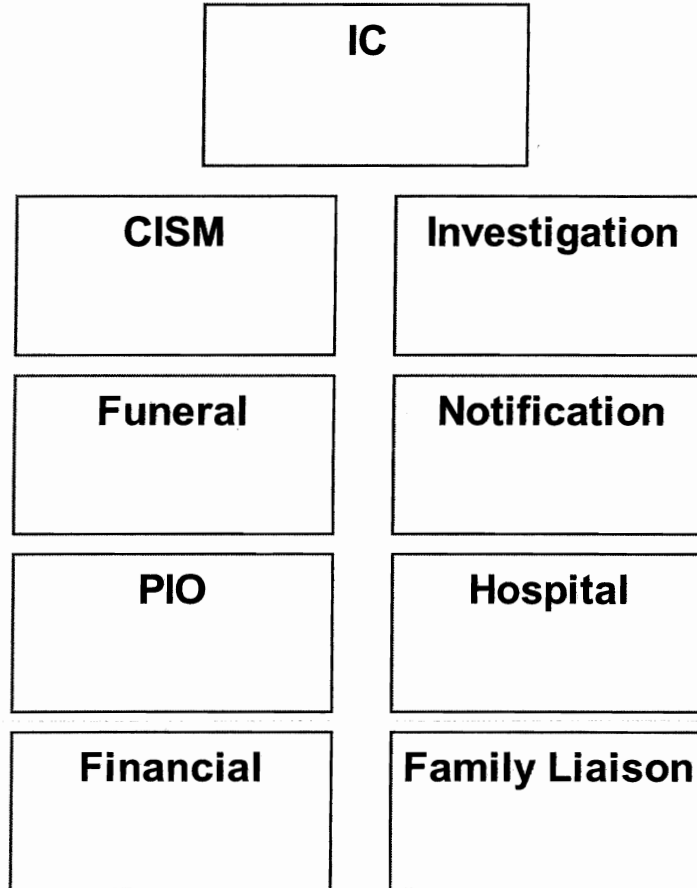 IC
CISM
Investigation
Funeral
Notification
PIO
Hospital
Financial
Family Liaison